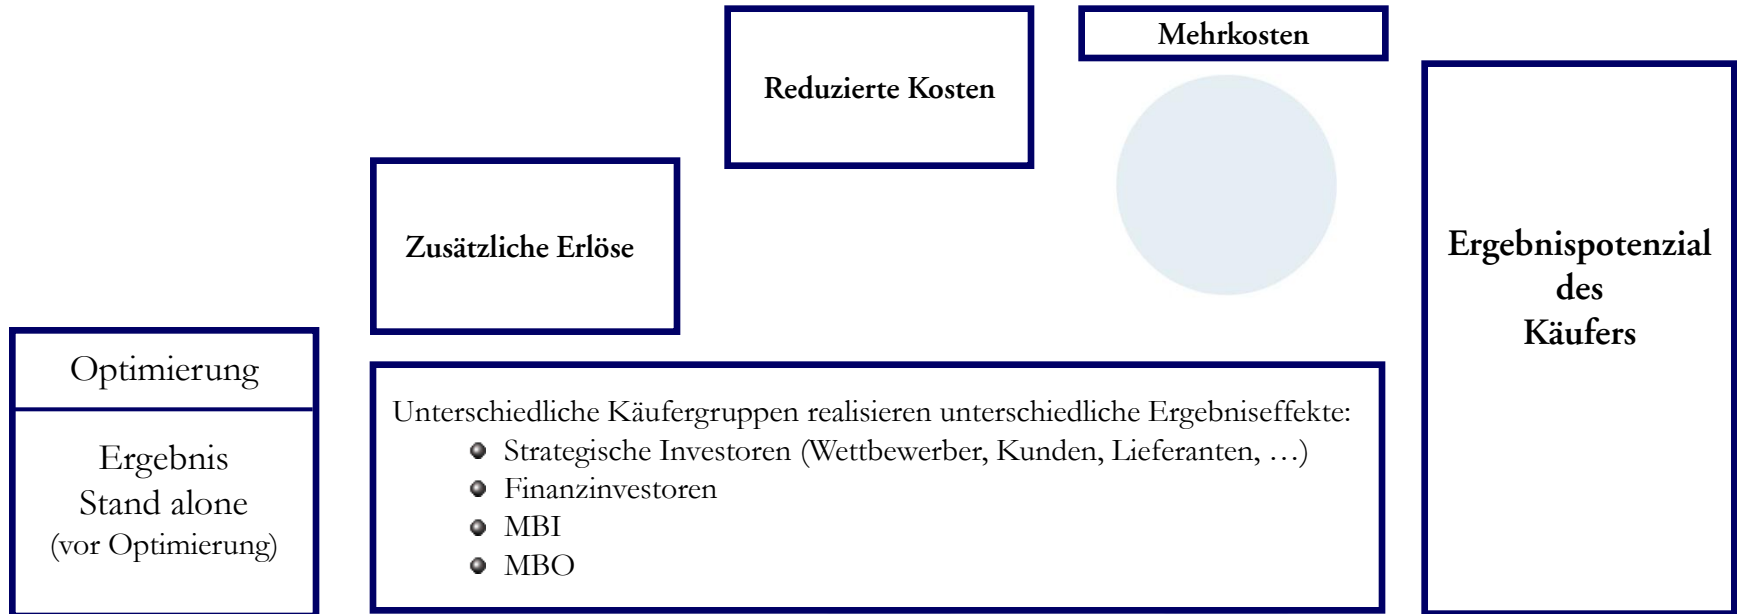 Mehrkosten
Reduzierte Kosten
Zusätzliche Erlöse
Ergebnispotenzial
des
Käufers
Optimierung
Ergebnis
Stand alone
(vor Optimierung)
Unterschiedliche Käufergruppen realisieren unterschiedliche Ergebniseffekte:
Strategische Investoren (Wettbewerber, Kunden, Lieferanten, …)
Finanzinvestoren
MBI
MBO